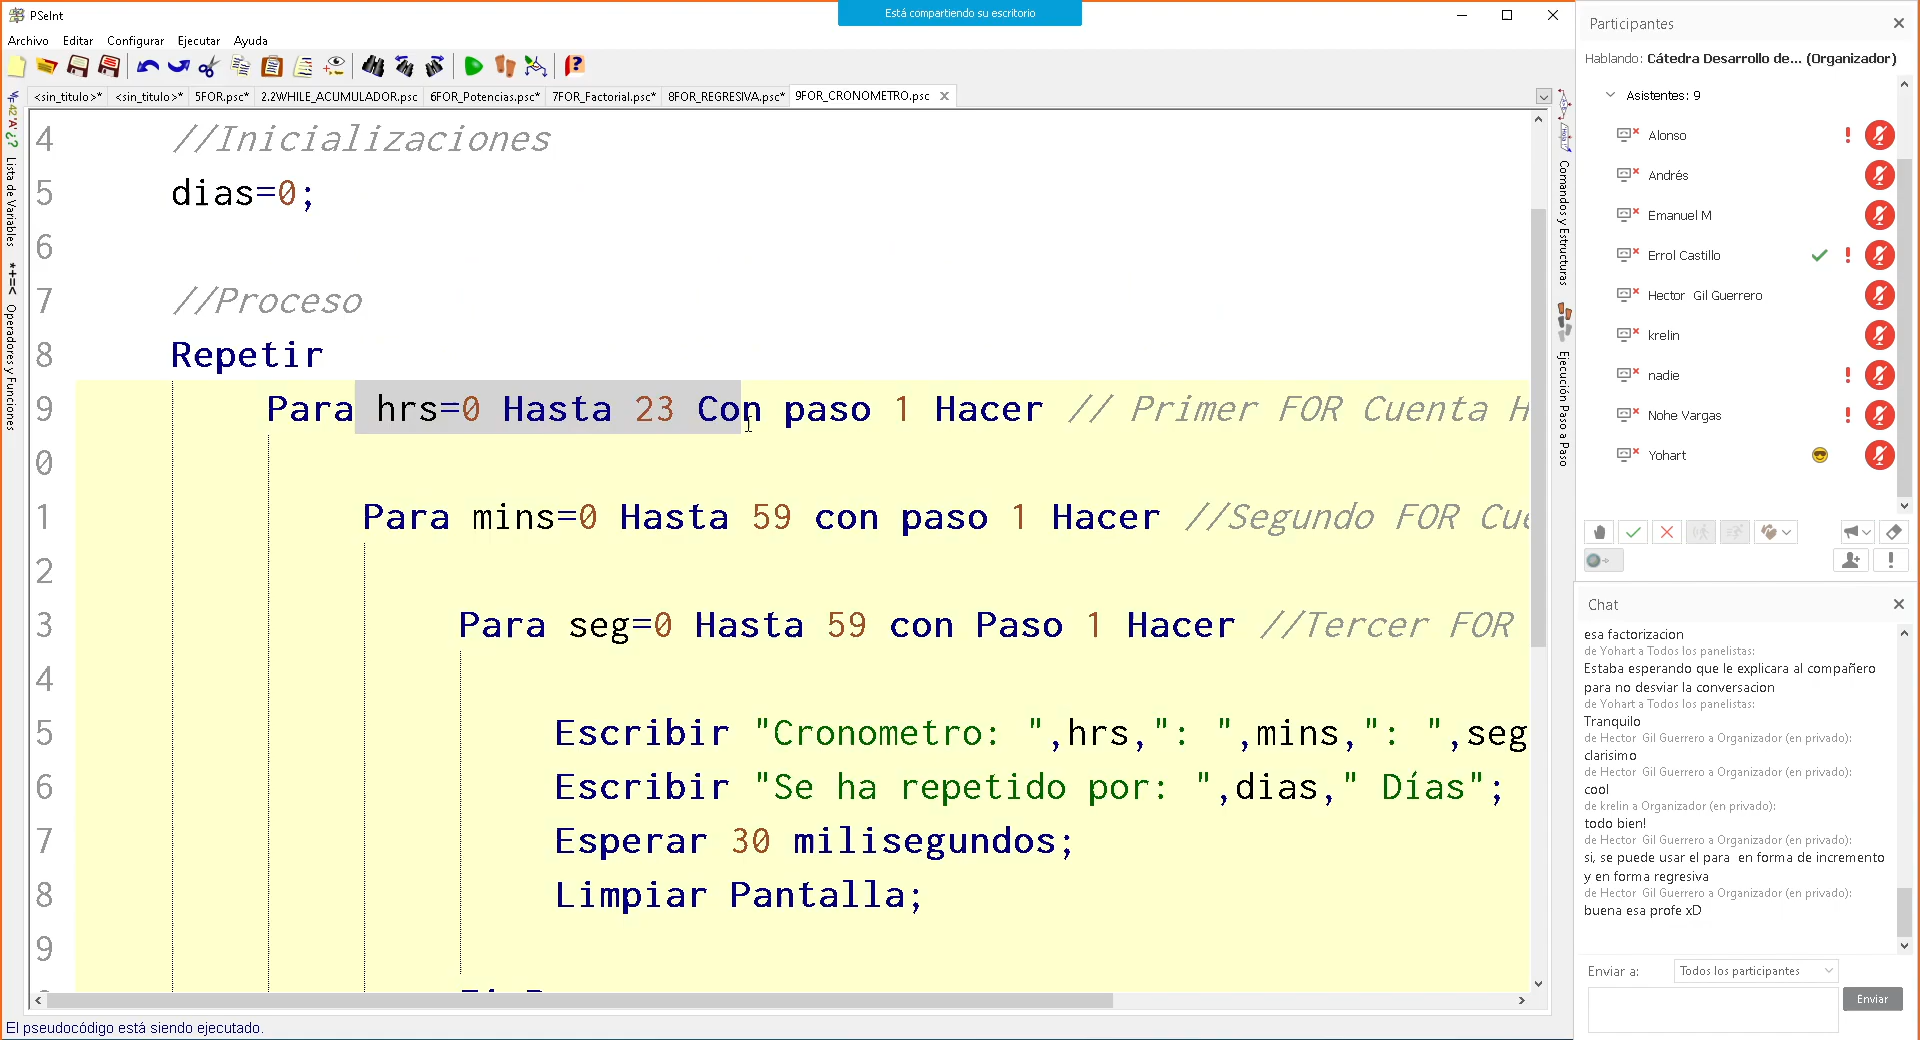 PSeInt
Está compartiendo su escritorio
Archivo Editar Configurar Ejecutar Ayuda
<sin_titulo>* <sin_titulo>* 5FOR.psc* 2.2WHILE_ACUMULADOR.psc 6FOR_Potencias.psc* 7FOR_Factorial.psc* 8FOR_REGRESIVA.psc* 9FOR_CRONOMETRO.psc
Lista de Variables
Operadores y Funciones
4 //Inicializaciones
5 dias=0;
6
7 //Proceso
8 Repetir
9 Para hrs=0 Hasta 23 Con paso 1 Hacer // Primer FOR Cuenta H
0
1 Para mins=0 Hasta 59 con paso 1 Hacer //Segundo FOR Cue
2
3 Para seg=0 Hasta 59 con Paso 1 Hacer //Tercer FOR
4
5 Escribir "Cronometro: ",hrs,": ",mins,": ",seg
6 Escribir "Se ha repetido por: ",dias," Días";
7 Esperar 30 milisegundos;
8 Limpiar Pantalla;
9
Comandos y Estructuras
Ejecución Paso a Paso
El pseudocódigo está siendo ejecutado.
Participantes
Hablando: Cátedra Desarrollo de... (Organizador)
Asistentes: 9
Alonso
Andrés
Emanuel M
Errol Castillo
Hector Gil Guerrero
krelin
nadie
Nohe Vargas
Yohart
Chat
esa factorizacion
de Yohart a Todos los panelistas:
Estaba esperando que le explicara al compañero
para no desviar la conversacion
de Yohart a Todos los panelistas:
Tranquilo
de Hector Gil Guerrero a Organizador (en privado):
clarisimo
de Hector Gil Guerrero a Organizador (en privado):
cool
de krelin a Organizador (en privado):
todo bien!
de Hector Gil Guerrero a Organizador (en privado):
si, se puede usar el para en forma de incremento
y en forma regresiva
de Hector Gil Guerrero a Organizador (en privado):
buena esa profe xD
Enviar a: Todos los participantes
Enviar